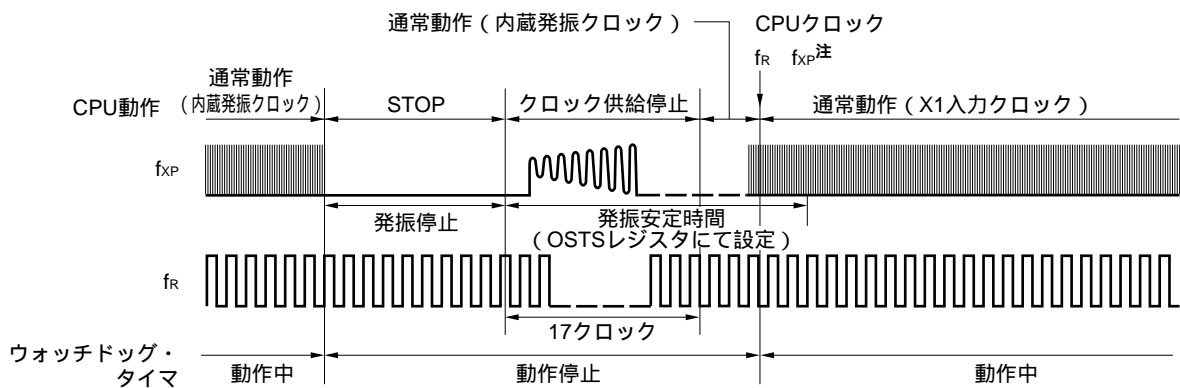 通常動作（内蔵発振クロック）
CPUクロック
fR fXP注
通常動作
（内蔵発振クロック）
CPU動作
STOP
クロック供給停止
通常動作（X1入力クロック）
fXP
発振停止
発振安定時間
（OSTSレジスタにて設定）
fR
17クロック
ウォッチドッグ・
タイマ
動作中
動作停止
動作中